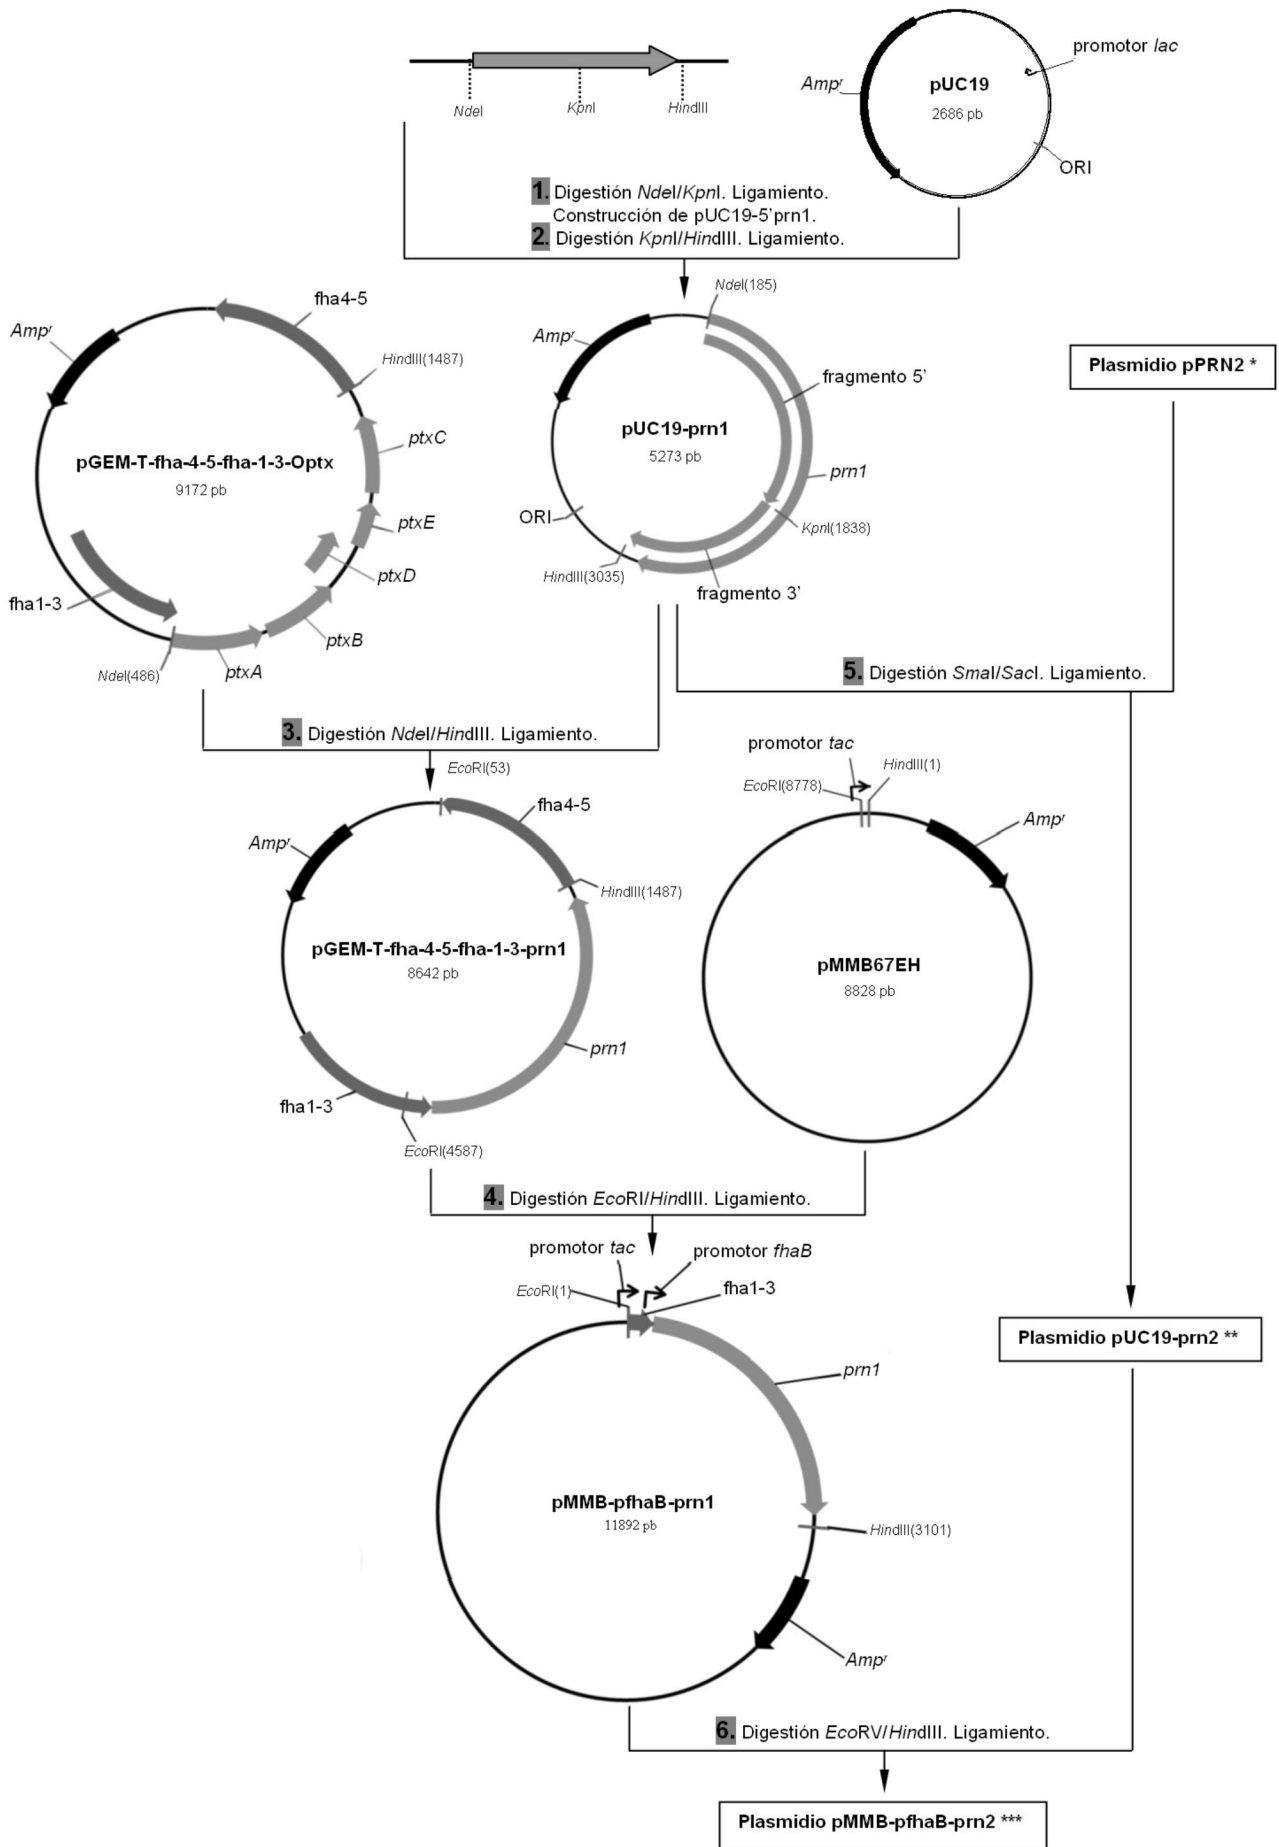 NdeI
KpnI
HindIII
Ampʳ
pUC19
2686 pb
promotor lac
ORI
1. Digestión NdeI/KpnI. Ligamiento.
Construcción de pUC19-5'prn1.
2. Digestión KpnI/HindIII. Ligamiento.
fha4-5
Ampʳ
HindIII(1487)
ptxC
pGEM-T-fha-4-5-fha-1-3-Optx
9172 pb
ptxE
ptxD
fha1-3
ptxB
NdeI(486)
ptxA
NdeI(185)
Ampʳ
fragmento 5'
pUC19-prn1
5273 pb
prn1
ORI
KpnI(1838)
HindIII(3035)
fragmento 3'
Plasmidio pPRN2 *
5. Digestión SmaI/SacI. Ligamiento.
3. Digestión NdeI/HindIII. Ligamiento.
EcoRI(53)
fha4-5
Ampʳ
HindIII(1487)
pGEM-T-fha-4-5-fha-1-3-prn1
8642 pb
prn1
fha1-3
EcoRI(4587)
promotor tac
HindIII(1)
EcoRI(8778)
Ampʳ
pMMB67EH
8828 pb
4. Digestión EcoRI/HindIII. Ligamiento.
promotor tac
promotor fhaB
EcoRI(1)
fha1-3
prn1
pMMB-pfhaB-prn1
11892 pb
HindIII(3101)
Ampʳ
Plasmidio pUC19-prn2 **
6. Digestión EcoRV/HindIII. Ligamiento.
Plasmidio pMMB-pfhaB-prn2 ***